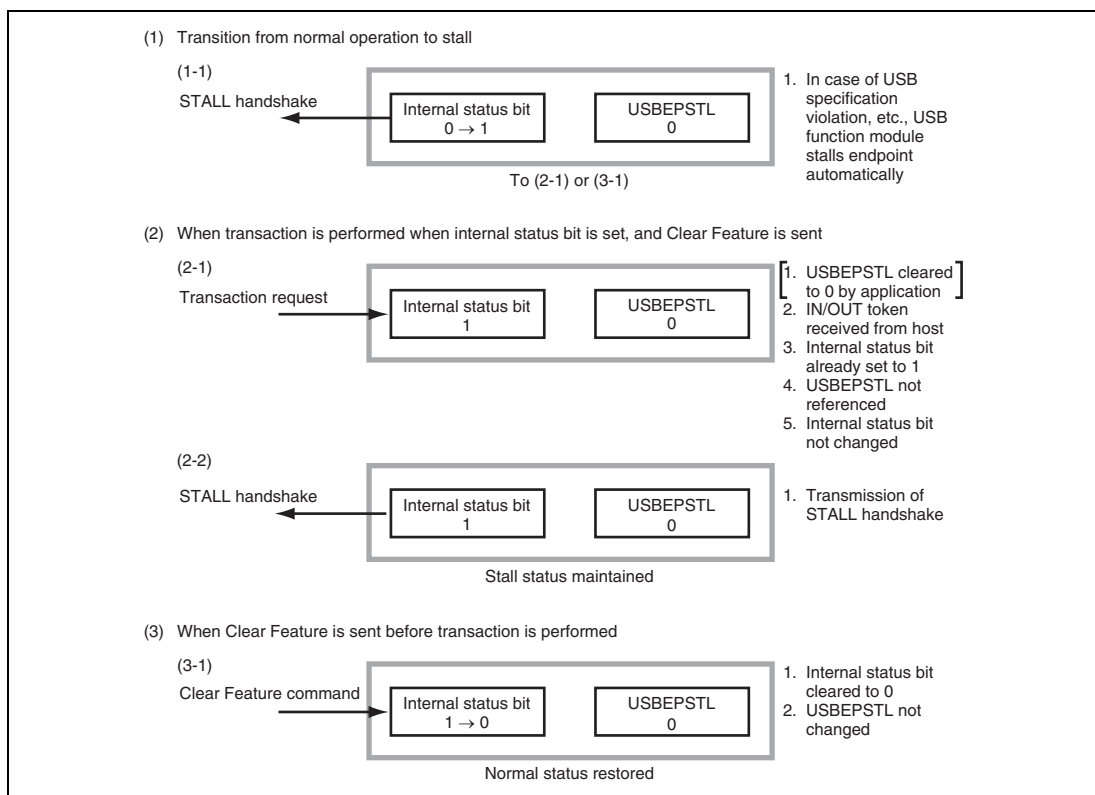 (1) Transition from normal operation to stall
(1-1)
STALL handshake
Internal status bit
0 → 1
USBEPSTL
0
To (2-1) or (3-1)
1. In case of USB
specification
violation, etc., USB
function module
stalls endpoint
automatically
(2) When transaction is performed when internal status bit is set, and Clear Feature is sent
(2-1)
Transaction request
Internal status bit
1
USBEPSTL
0
1. USBEPSTL cleared
to 0 by application
2. IN/OUT token
received from host
3. Internal status bit
already set to 1
4. USBEPSTL not
referenced
5. Internal status bit
not changed
(2-2)
STALL handshake
Internal status bit
1
USBEPSTL
0
1. Transmission of
STALL handshake
Stall status maintained
(3) When Clear Feature is sent before transaction is performed
(3-1)
Clear Feature command
Internal status bit
1 → 0
USBEPSTL
0
1. Internal status bit
cleared to 0
2. USBEPSTL not
changed
Normal status restored